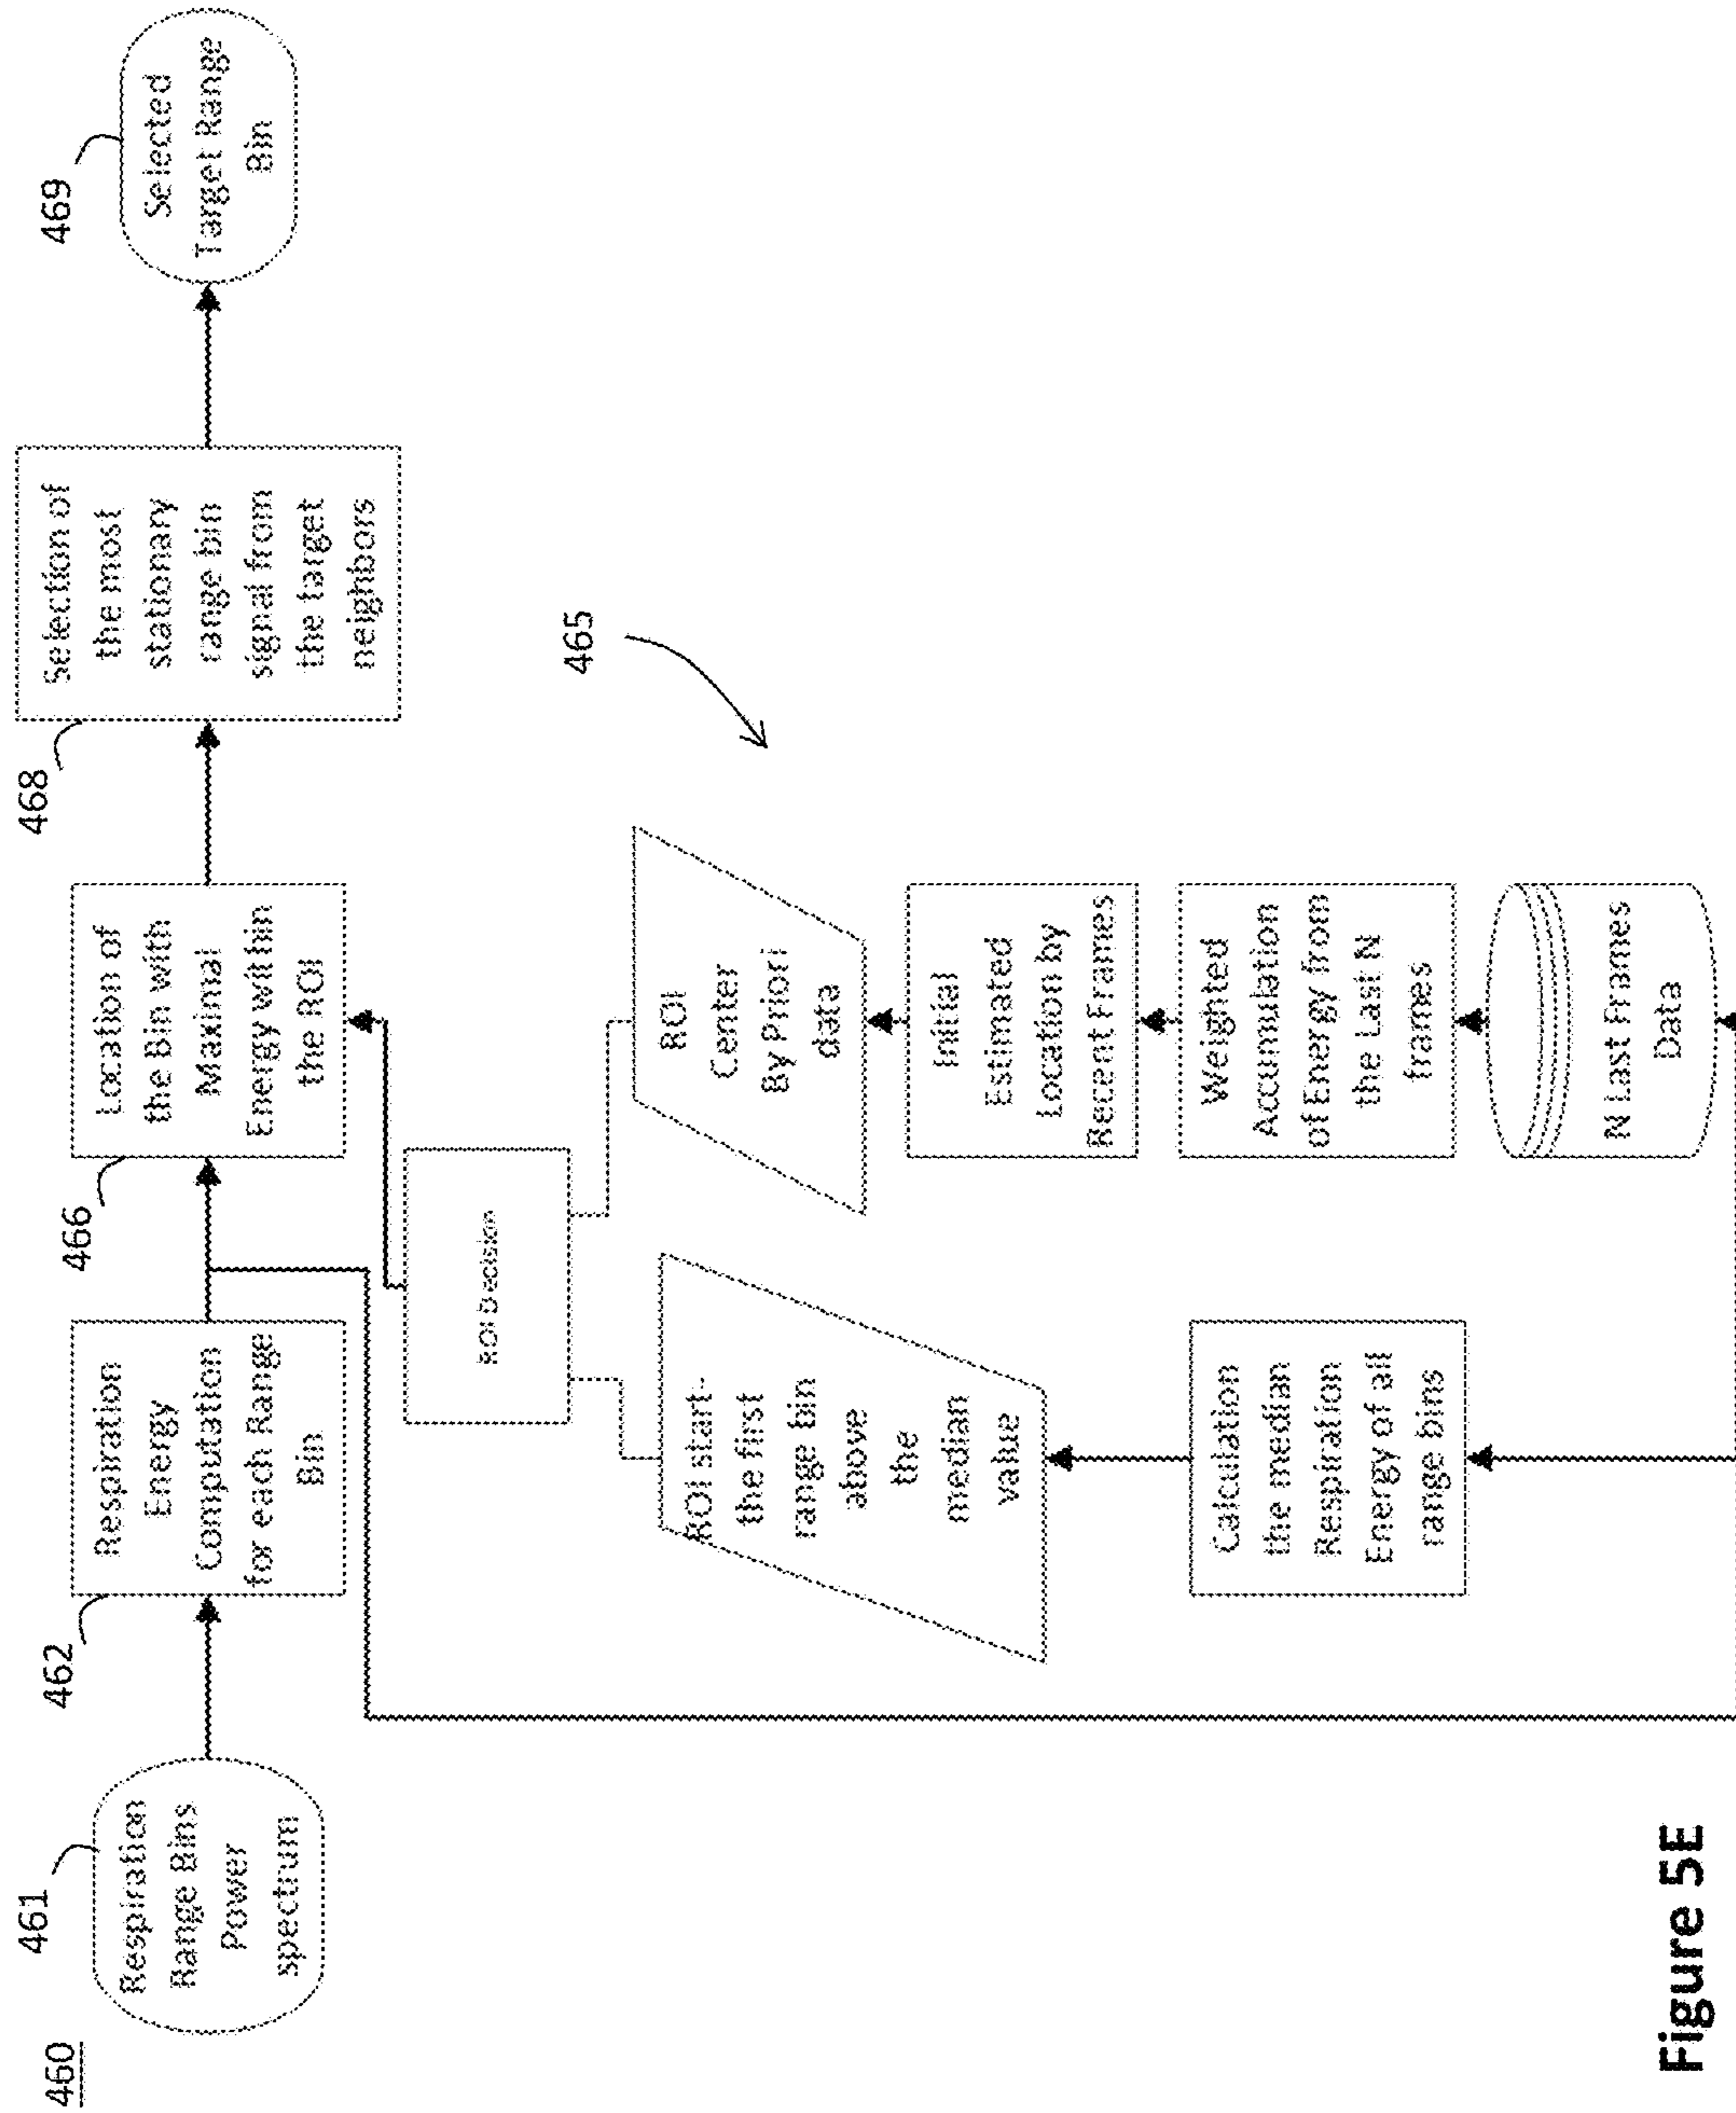 460
461
Respiration
Range Bins
Power
spectrum
462
Respiration
Energy
Computation
for each Range
Bin
466
Location of
the Bin with
Maximal
Energy within
the ROI
468
Selection of
the most
stationary
range bin
signal from
the target
neighbors
469
Selected
Target Range
Bin
ROI Decision
465
ROI start-
the first
range bin
above
the
median
value
ROI
Center
By Priori
data
Calculation
the median
Respiration
Energy of all
range bins
Initial
Estimated
Location by
Recent Frames
Weighted
Accumulation
of Energy from
the Last N
frames
N Last Frames
Data
Figure 5E